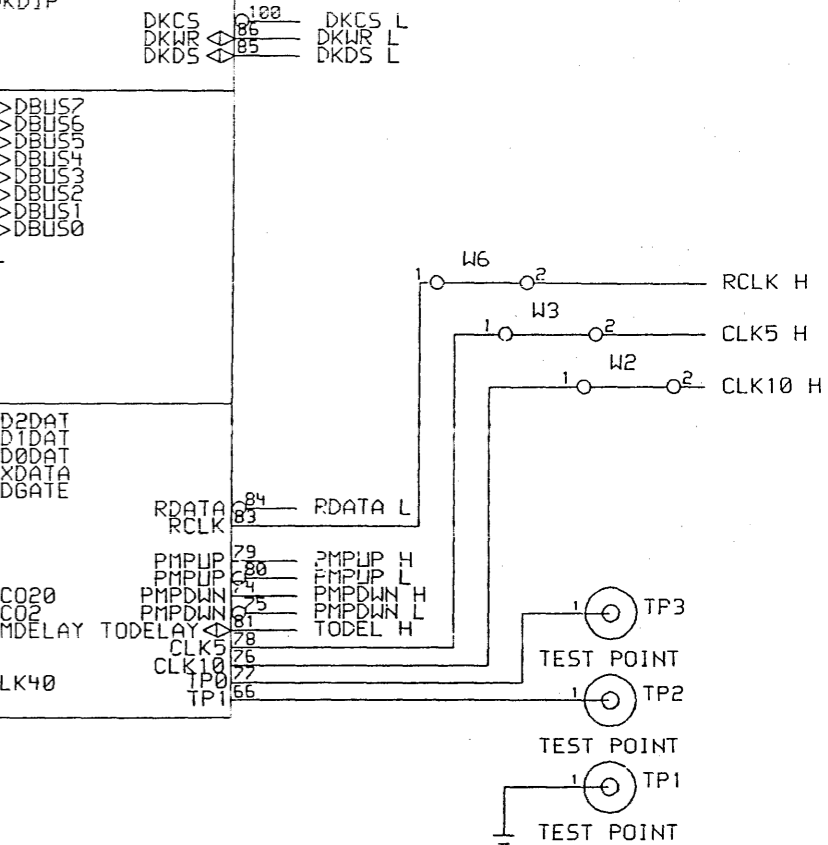 DKCS 100 DKCS L
DKWR 86 DKWR L
DKDS 85 DKDS L
DBUS7
DBUS6
DBUS5
DBUS4
DBUS3
DBUS2
DBUS1
DBUS0
1 W6 2 RCLK H
1 W3 2 CLK5 H
1 W2 2 CLK10 H
D2DAT
D1DAT
D0DAT
XDATA
DGATE
RDATA 84 RDATA L
RCLK 83
PMPUP 79 PMPUP H
PMPUP 80 PMPUP L
CO20 PMPDWN 74 PMPDWN H
CO2 PMPDWN 75 PMPDWN L
MDELAY TODELAY 81 TODEL H
CLK5 78
CLK10 76
LK40 TP0 77
TP1 66
1 TP3
TEST POINT
1 TP2
TEST POINT
1 TP1
TEST POINT